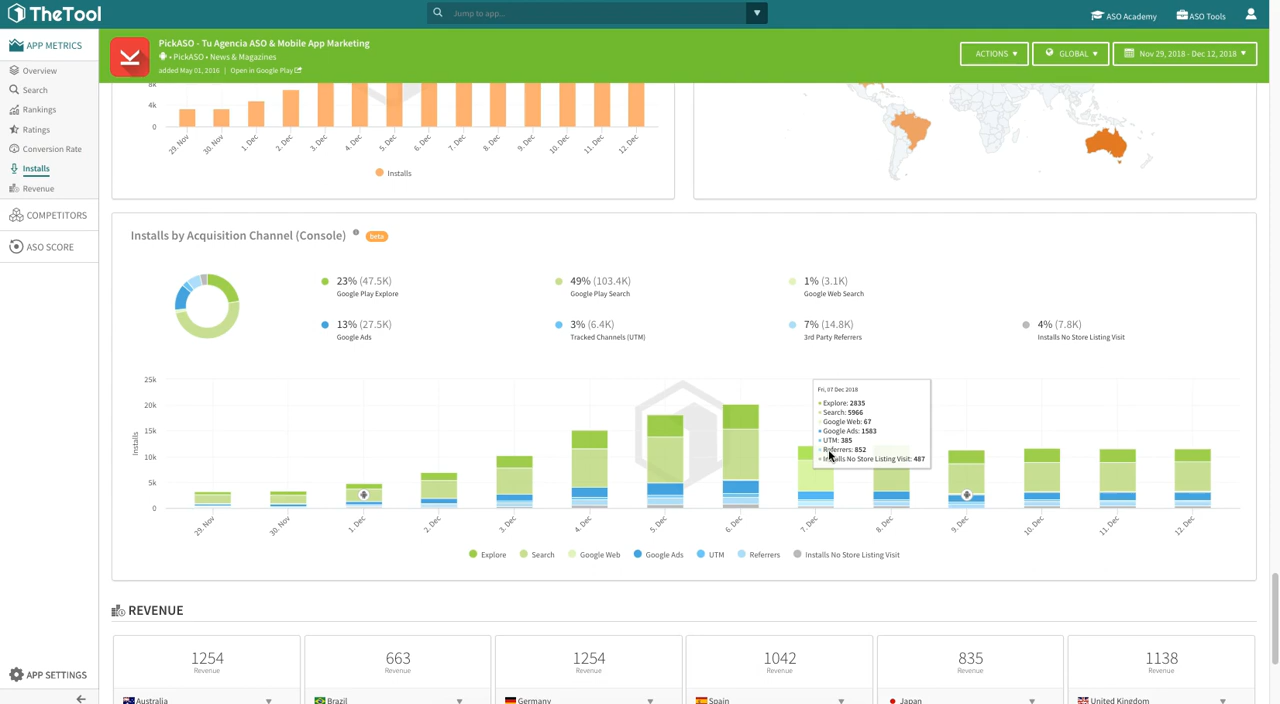 TheTool
Jump to app...
ASO Academy
ASO Tools
APP METRICS
Overview
Search
Rankings
Ratings
Conversion Rate
Installs
Revenue
COMPETITORS
ASO SCORE
APP SETTINGS
PickASO - Tu Agencia ASO & Mobile App Marketing
• PickASO • News & Magazines
added May 01, 2016 | Open in Google Play
ACTIONS
GLOBAL
Nov 29, 2018 - Dec 12, 2018
8k
4k
0
29. Nov
30. Nov
1. Dec
2. Dec
3. Dec
4. Dec
5. Dec
6. Dec
7. Dec
8. Dec
9. Dec
10. Dec
11. Dec
12. Dec
Installs
Installs by Acquisition Channel (Console)
beta
23% (47.5K)
Google Play Explore
49% (103.4K)
Google Play Search
1% (3.1K)
Google Web Search
13% (27.5K)
Google Ads
3% (6.4K)
Tracked Channels (UTM)
7% (14.8K)
3rd Party Referrers
4% (7.8K)
Installs No Store Listing Visit
25k
20k
15k
10k
5k
0
Installs
Fri, 07 Dec 2018
Explore: 2835
Search: 5966
Google Web: 67
Google Ads: 1583
UTM: 385
Referrers: 852
Installs No Store Listing Visit: 487
29. Nov
30. Nov
1. Dec
2. Dec
3. Dec
4. Dec
5. Dec
6. Dec
7. Dec
8. Dec
9. Dec
10. Dec
11. Dec
12. Dec
Explore
Search
Google Web
Google Ads
UTM
Referrers
Installs No Store Listing Visit
REVENUE
1254
Revenue
Australia
663
Revenue
Brazil
1254
Revenue
Germany
1042
Revenue
Spain
835
Revenue
Japan
1138
Revenue
United Kingdom